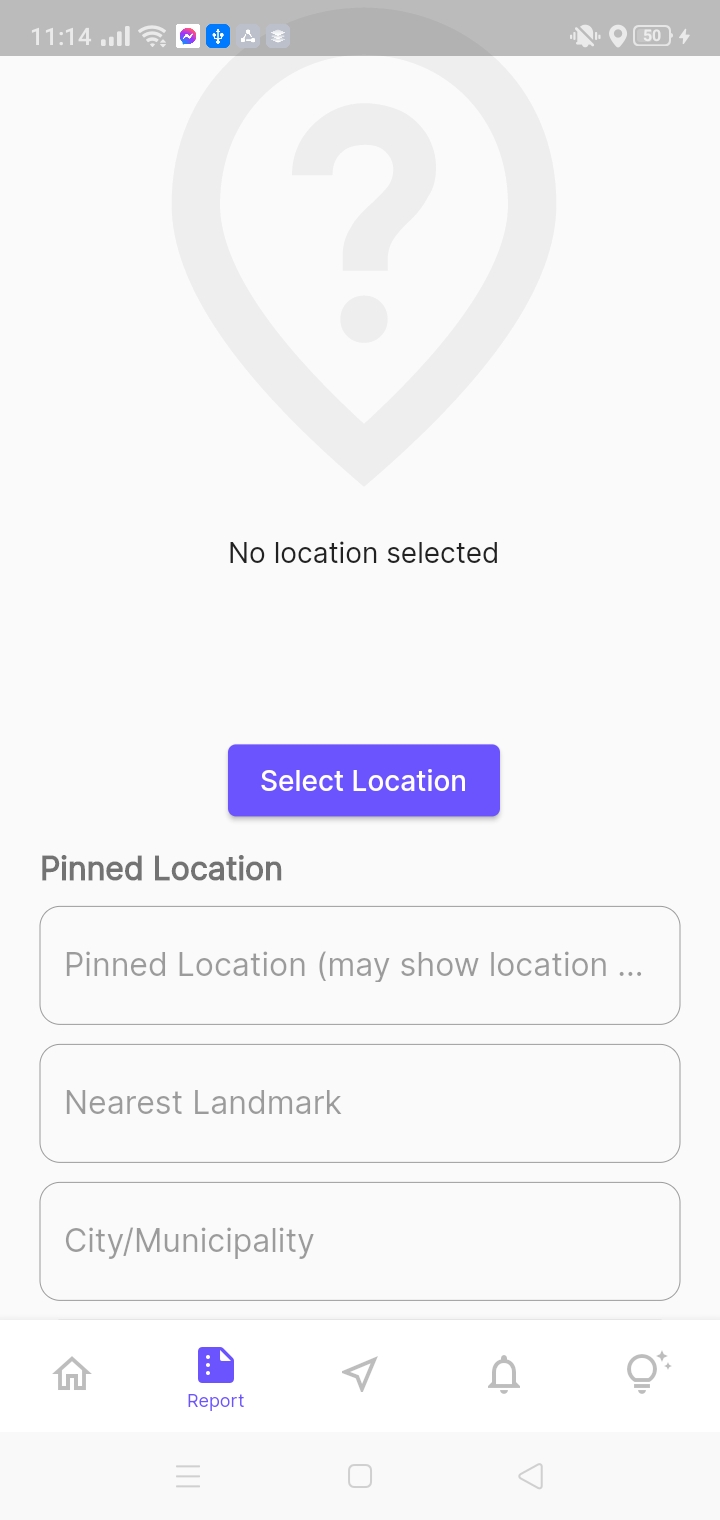 11:14
50
?
No location selected
Select Location
Pinned Location
Pinned Location (may show location ...
Nearest Landmark
City/Municipality
Report